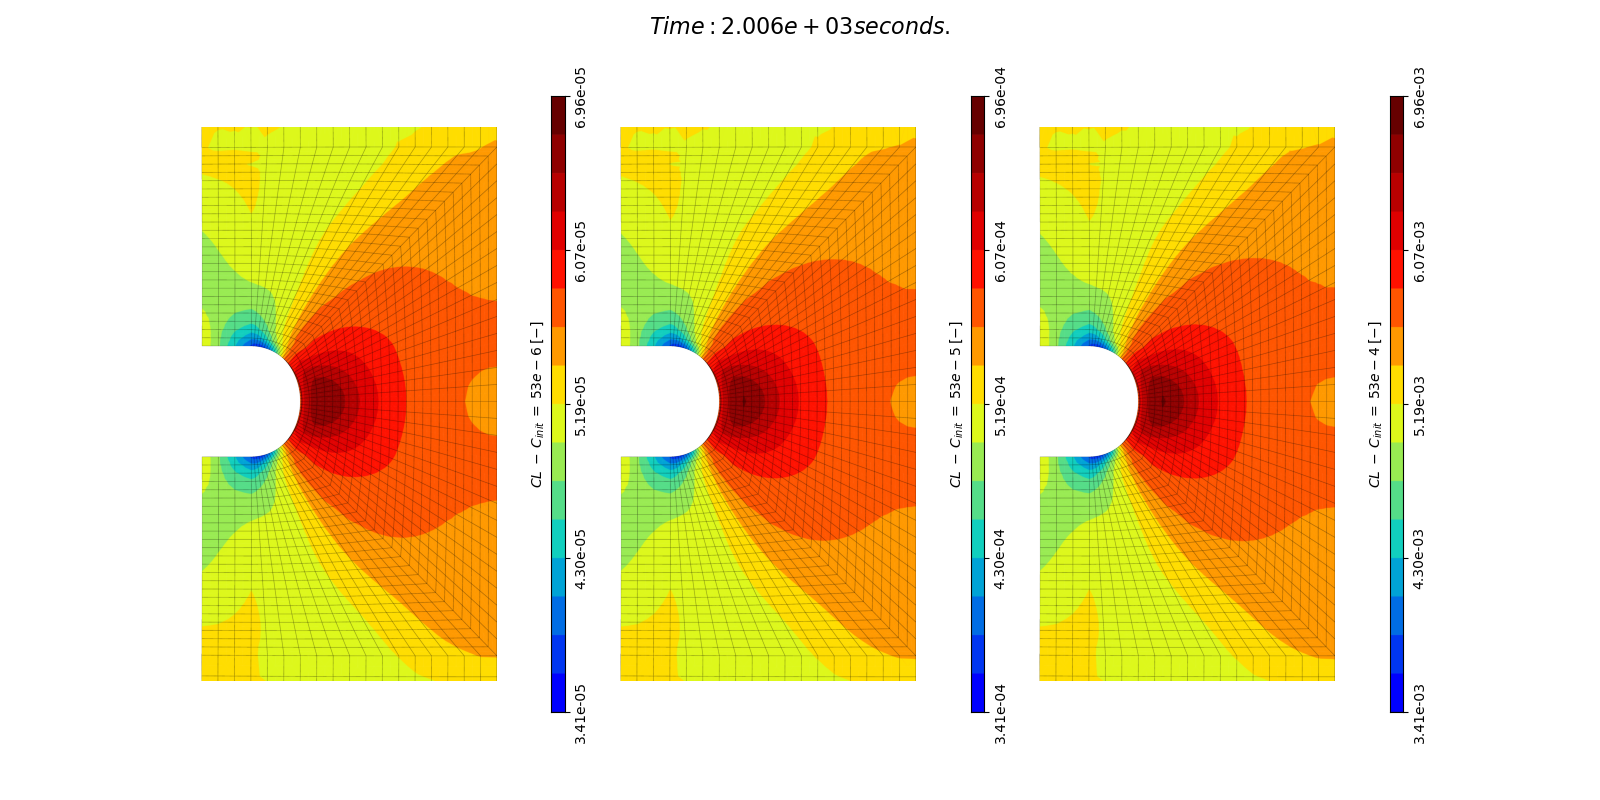 Time : 2.006e + 03seconds.
6.96e-05
6.07e-05
5.19e-05
4.30e-05
3.41e-05
CL − C_init = 53e − 6 [−]
6.96e-04
6.07e-04
5.19e-04
4.30e-04
3.41e-04
CL − C_init = 53e − 5 [−]
6.96e-03
6.07e-03
5.19e-03
4.30e-03
3.41e-03
CL − C_init = 53e − 4 [−]